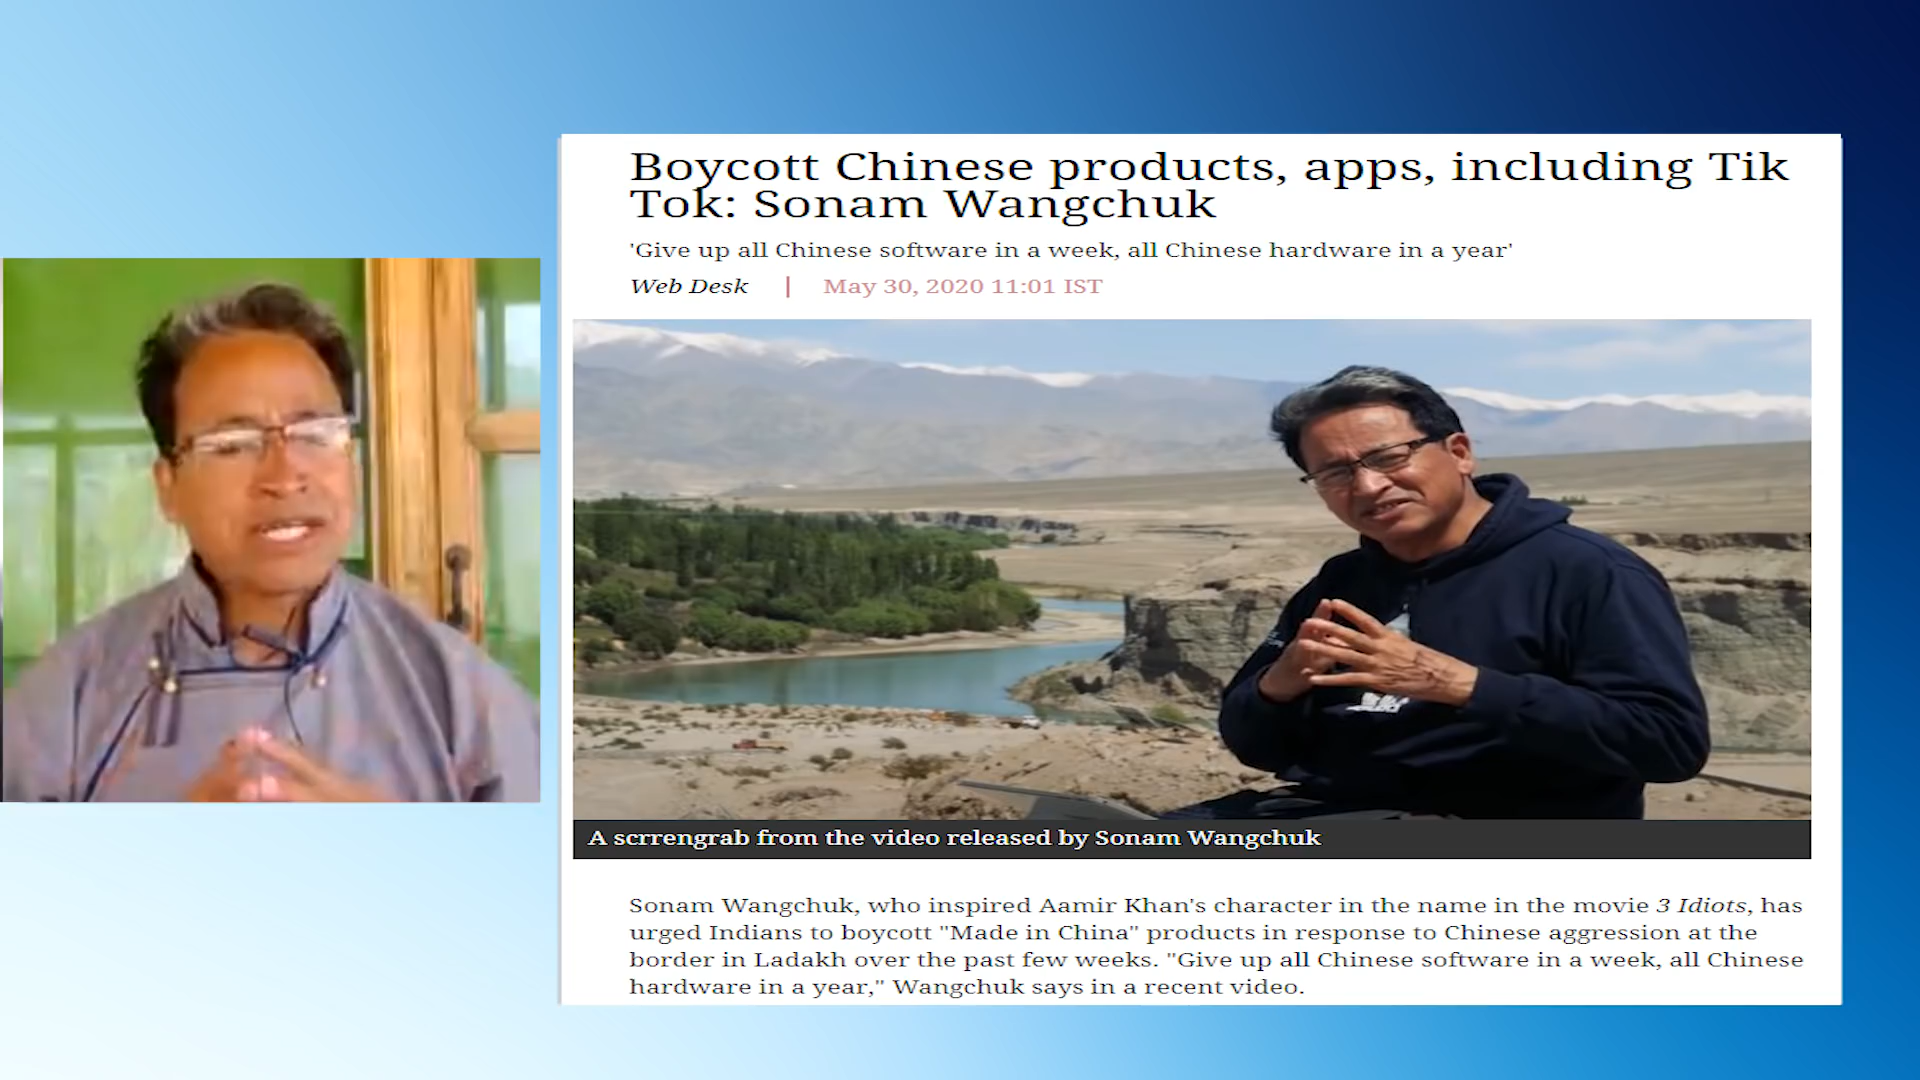 Boycott Chinese products, apps, including Tik
Tok: Sonam Wangchuk
'Give up all Chinese software in a week, all Chinese hardware in a year'
Web Desk | May 30, 2020 11:01 IST
A scrrengrab from the video released by Sonam Wangchuk
Sonam Wangchuk, who inspired Aamir Khan's character in the name in the movie 3 Idiots, has
urged Indians to boycott "Made in China" products in response to Chinese aggression at the
border in Ladakh over the past few weeks. "Give up all Chinese software in a week, all Chinese
hardware in a year," Wangchuk says in a recent video.